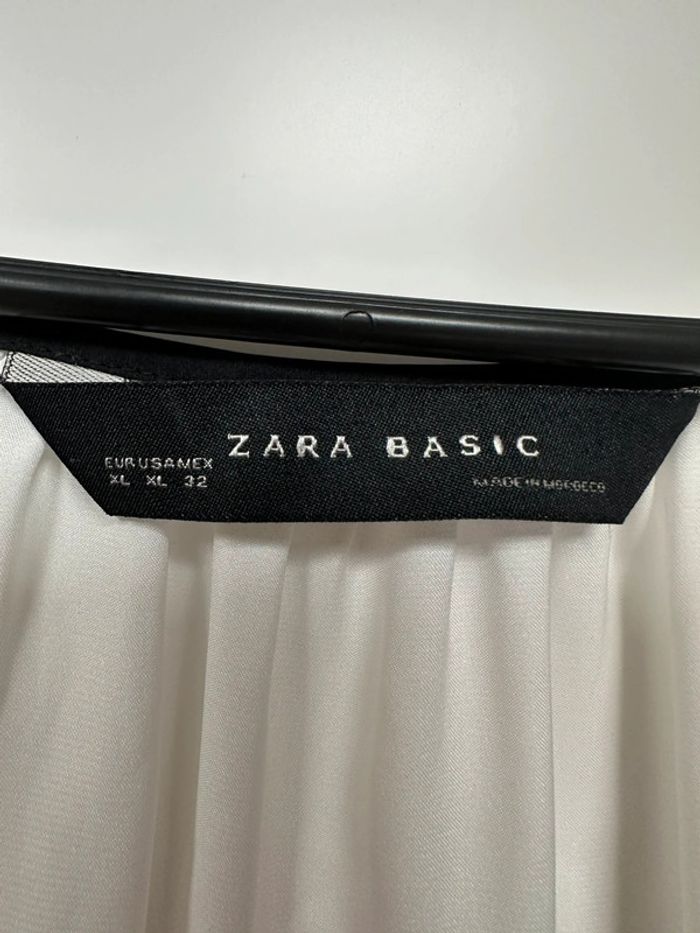 ZARA BASIC
EUR USA MEX
XL XL 32
MADE IN MOROCCO